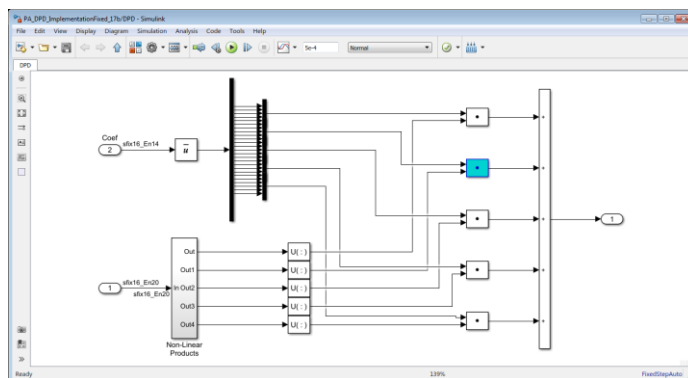 PA_DPD_ImplementationFixed_17b/DPD - Simulink
File Edit View Display Diagram Simulation Analysis Code Tools Help
5e-4 Normal
DPD
Coef
2
sfix16_En14
u
Out
Out1
In Out2
Out3
Out4
U( : )
U( : )
U( : )
U( : )
U( : )
1
sfix16_En20
sfix16_En20
Non-Linear
Products
+
+
+
+
+
1
Ready 139% FixedStepAuto